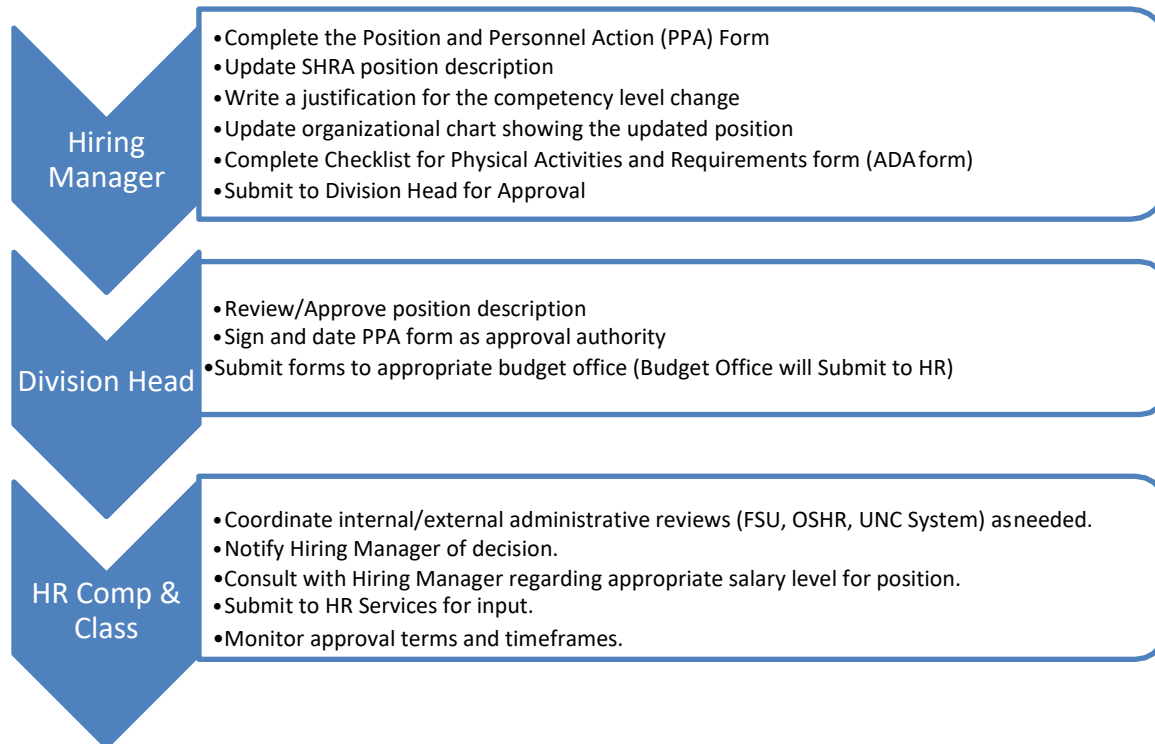 Hiring
Manager
•Complete the Position and Personnel Action (PPA) Form
•Update SHRA position description
•Write a justification for the competency level change
•Update organizational chart showing the updated position
•Complete Checklist for Physical Activities and Requirements form (ADA form)
•Submit to Division Head for Approval
Division Head
•Review/Approve position description
•Sign and date PPA form as approval authority
•Submit forms to appropriate budget office (Budget Office will Submit to HR)
HR Comp &
Class
•Coordinate internal/external administrative reviews (FSU, OSHR, UNC System) asneeded.
•Notify Hiring Manager of decision.
•Consult with Hiring Manager regarding appropriate salary level for position.
•Submit to HR Services for input.
•Monitor approval terms and timeframes.